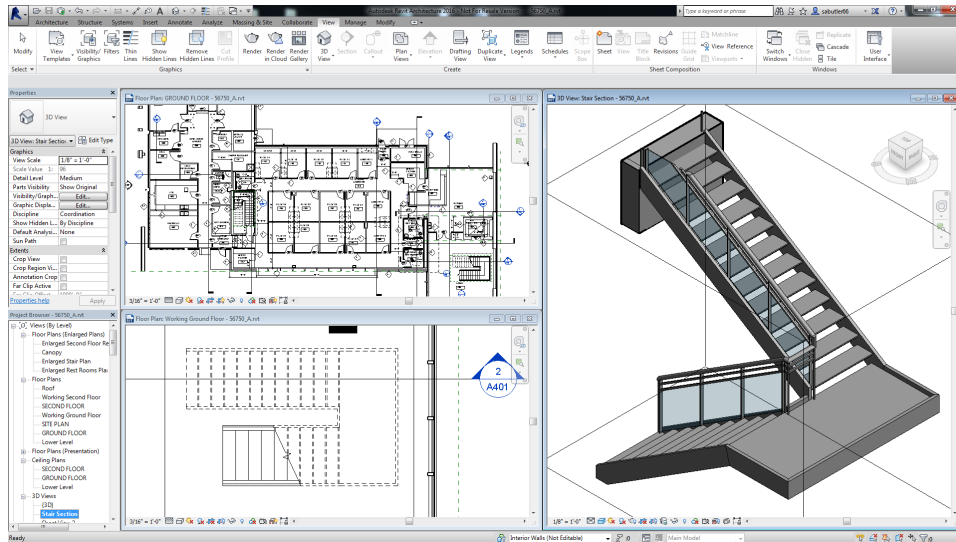 Autodesk Revit Architecture 2016 - Not For Resale Version - 56750_A.rvt
Type a keyword or phrase
sabutler66
Architecture Structure Systems Insert Annotate Analyze Massing & Site Collaborate View Manage Modify
Modify View Templates Visibility/ Graphics Filters Thin Lines Show Hidden Lines Remove Hidden Lines Cut Profile Render Render in Cloud Render Gallery 3D View Section Callout Plan Views Elevation Drafting View Duplicate View Legends Schedules Scope Box Sheet View Title Block Revisions Guide Grid Matchline View Reference Viewports Switch Windows Close Hidden Replicate Cascade Tile User Interface
Select Graphics Create Sheet Composition Windows
Properties
3D View
3D View: Stair Section Edit Type
Graphics
View Scale 1/8" = 1'-0"
Scale Value 1: 96
Detail Level Medium
Parts Visibility Show Original
Visibility/Graph... Edit...
Graphic Displa... Edit...
Discipline Coordination
Show Hidden L... By Discipline
Default Analysi... None
Sun Path
Extents
Crop View
Crop Region Vi...
Annotation Crop
Far Clip Active
Properties help Apply
Project Browser - 56750_A.rvt
Views (By Level)
Floor Plans (Enlarged Plans)
Enlarged Second Floor Re
Canopy
Enlarged Stair Plan
Enlarged Rest Rooms Pla
Floor Plans
Roof
Working Second Floor
SECOND FLOOR
Working Ground Floor
SITE PLAN
GROUND FLOOR
Lower Level
Floor Plans (Presentation)
Ceiling Plans
SECOND FLOOR
GROUND FLOOR
Lower Level
3D Views
{3D}
Stair Section
Floor Plan: GROUND FLOOR - 56750_A.rvt
3/16" = 1'-0"
Floor Plan: Working Ground Floor - 56750_A.rvt
2
A401
3/16" = 1'-0"
3D View: Stair Section - 56750_A.rvt
1/8" = 1'-0"
Ready
Interior Walls (Not Editable)
:0
Main Model
:0